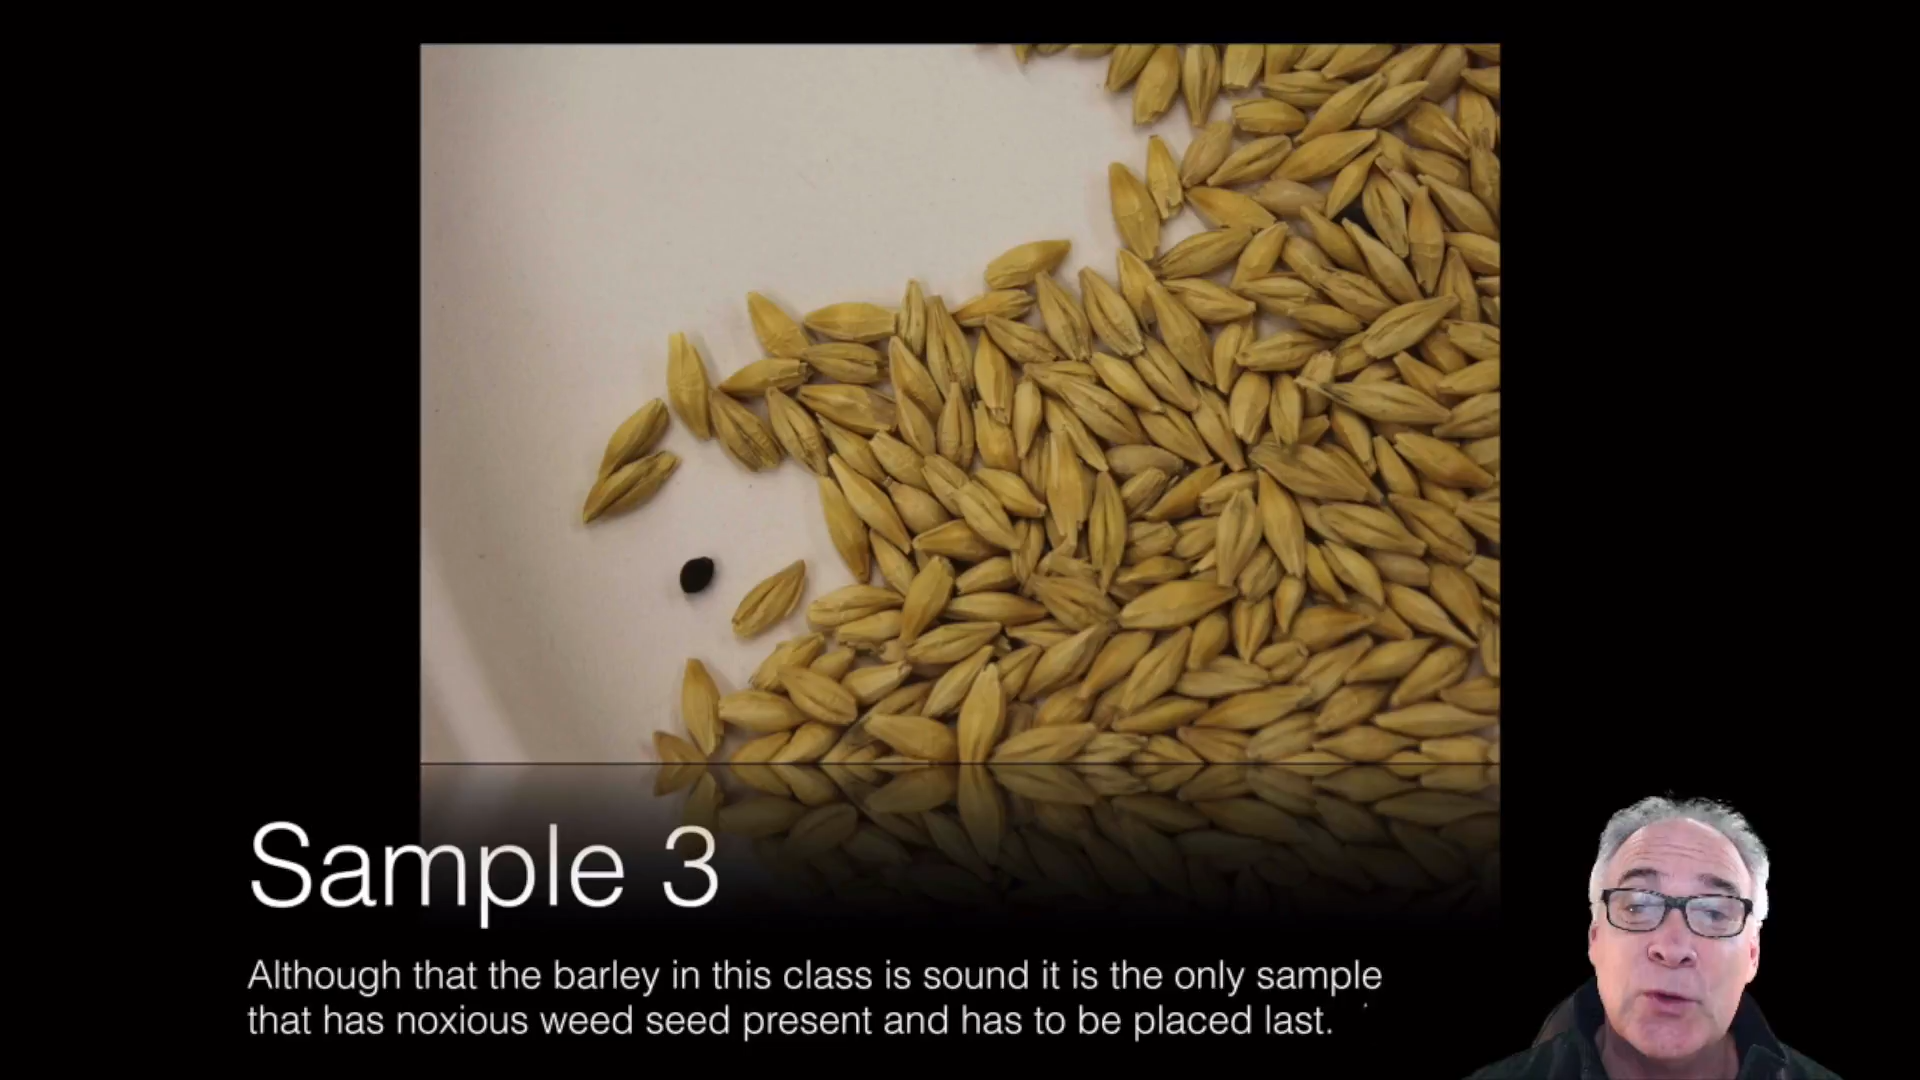 Sample 3
Although that the barley in this class is sound it is the only sample
that has noxious weed seed present and has to be placed last.